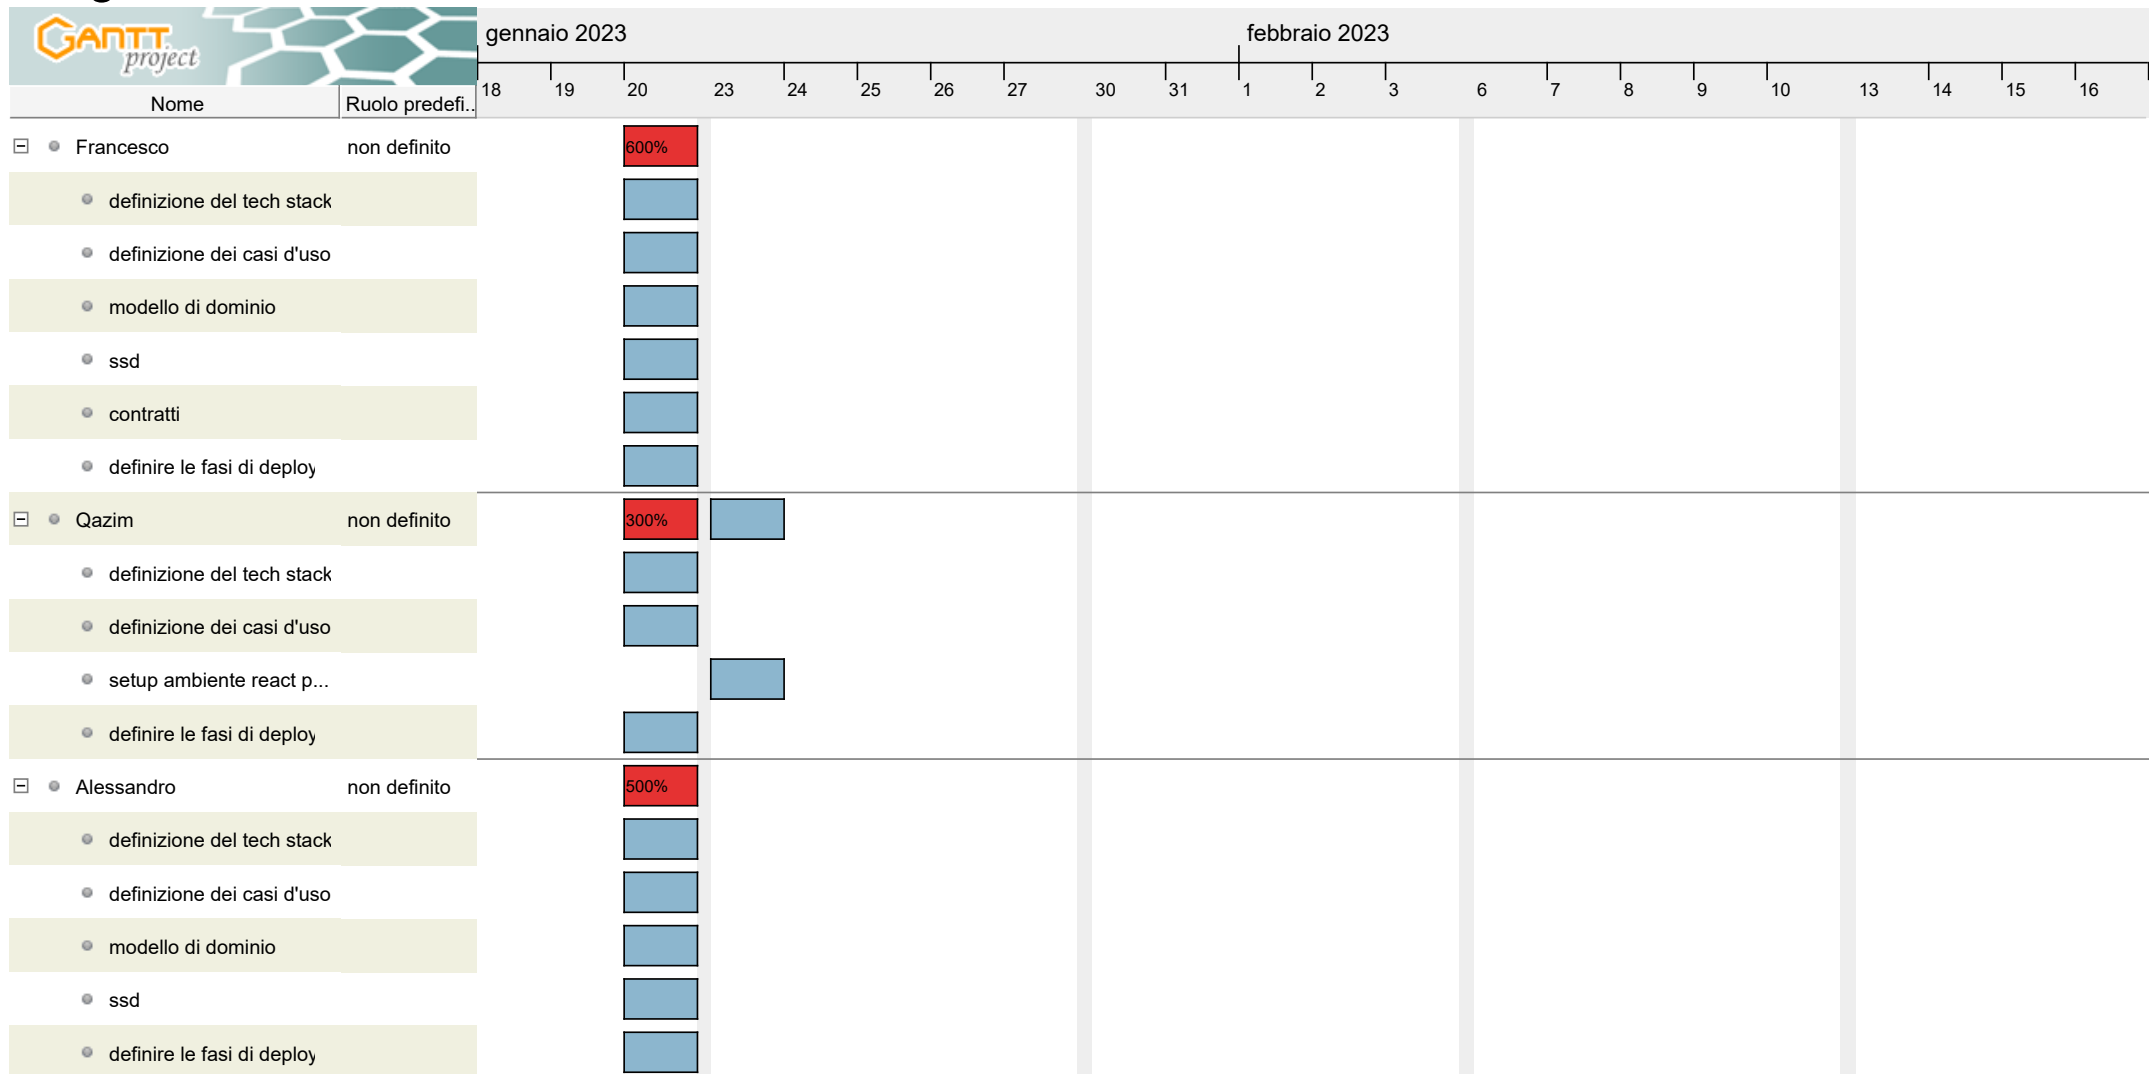 GANTT
project
gennaio 2023 febbraio 2023
Nome Ruolo predefi.. 18 19 20 23 24 25 26 27 30 31 1 2 3 6 7 8 9 10 13 14 15 16
Francesco non definito 600%
definizione del tech stack
definizione dei casi d'uso
modello di dominio
ssd
contratti
definire le fasi di deploy
Qazim non definito 300%
definizione del tech stack
definizione dei casi d'uso
setup ambiente react p...
definire le fasi di deploy
Alessandro non definito 500%
definizione del tech stack
definizione dei casi d'uso
modello di dominio
ssd
definire le fasi di deploy